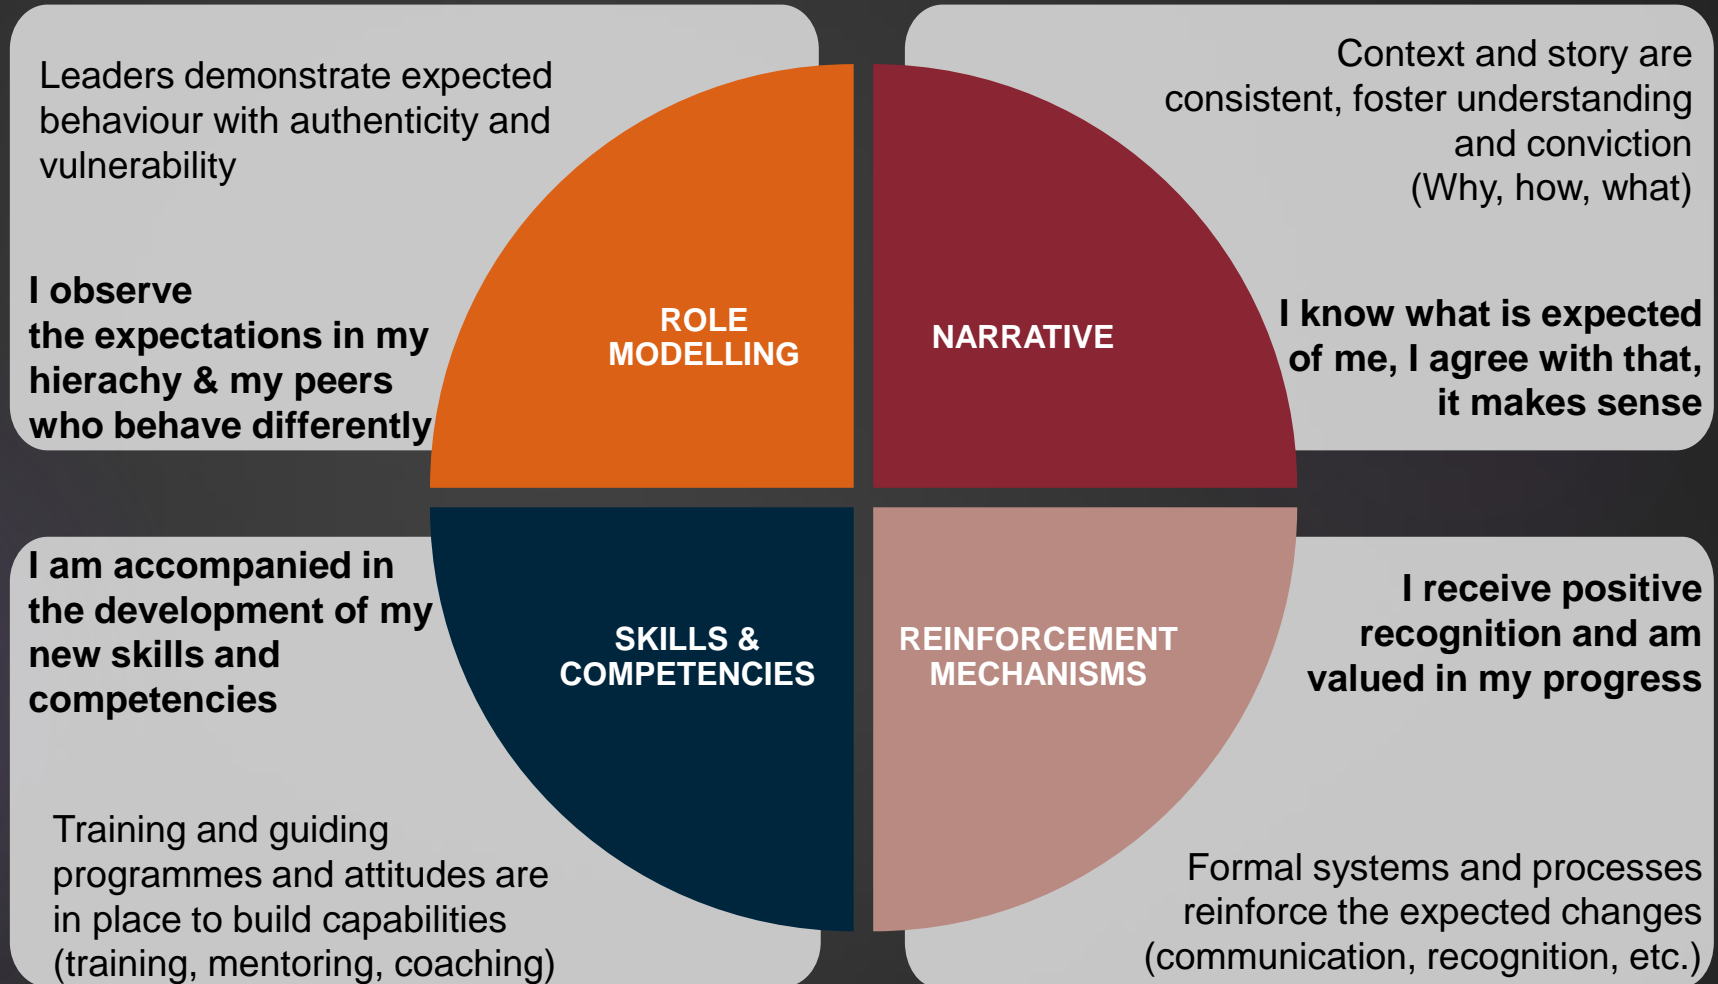 Leaders demonstrate expected
behaviour with authenticity and
vulnerability
I observe
the expectations in my
hierachy & my peers
who behave differently
ROLE
MODELLING
Context and story are
consistent, foster understanding
and conviction
(Why, how, what)
I know what is expected
of me, I agree with that,
it makes sense
NARRATIVE
I am accompanied in
the development of my
new skills and
competencies
Training and guiding
programmes and attitudes are
in place to build capabilities
(training, mentoring, coaching)
SKILLS &
COMPETENCIES
REINFORCEMENT
MECHANISMS
I receive positive
recognition and am
valued in my progress
Formal systems and processes
reinforce the expected changes
(communication, recognition, etc.)